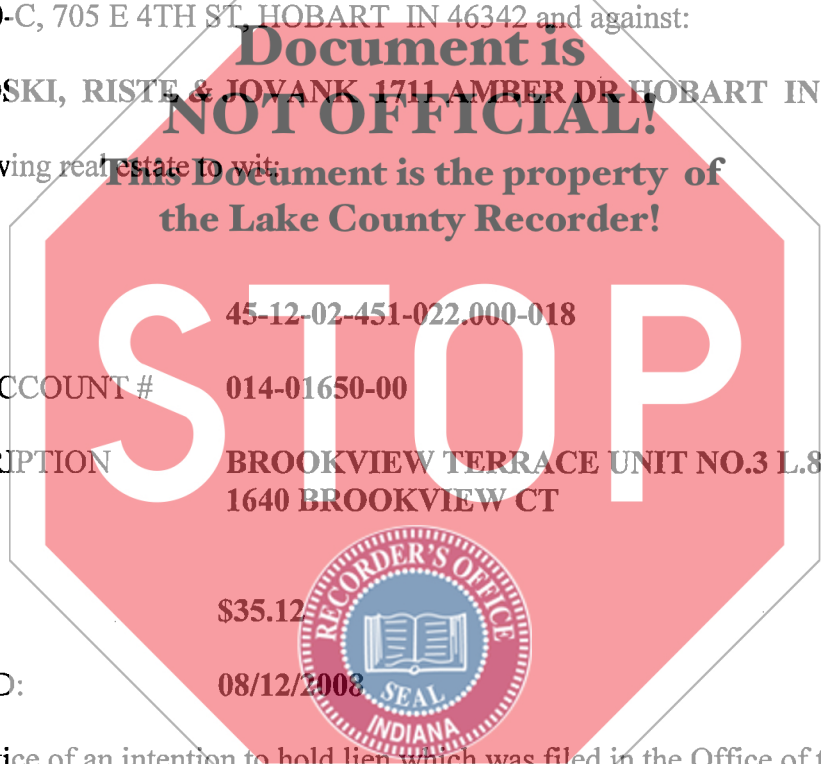 -C, 705 E 4TH ST, HOBART IN 46342 and against:
Document is
SKI, RISTE & JOVANK 1711 AMBER DR HOBART IN
NOT OFFICIAL!
ving real estate to wit:
This Document is the property of
the Lake County Recorder!
STOP
45-12-02-451-022.000-018
CCOUNT # 014-01650-00
RIPTION BROOKVIEW TERRACE UNIT NO.3 L.8
1640 BROOKVIEW CT
$35.12
D: 08/12/2008
RECORDER'S OFFICE
SEAL
INDIANA
tice of an intention to hold lien which was filed in the Office of t